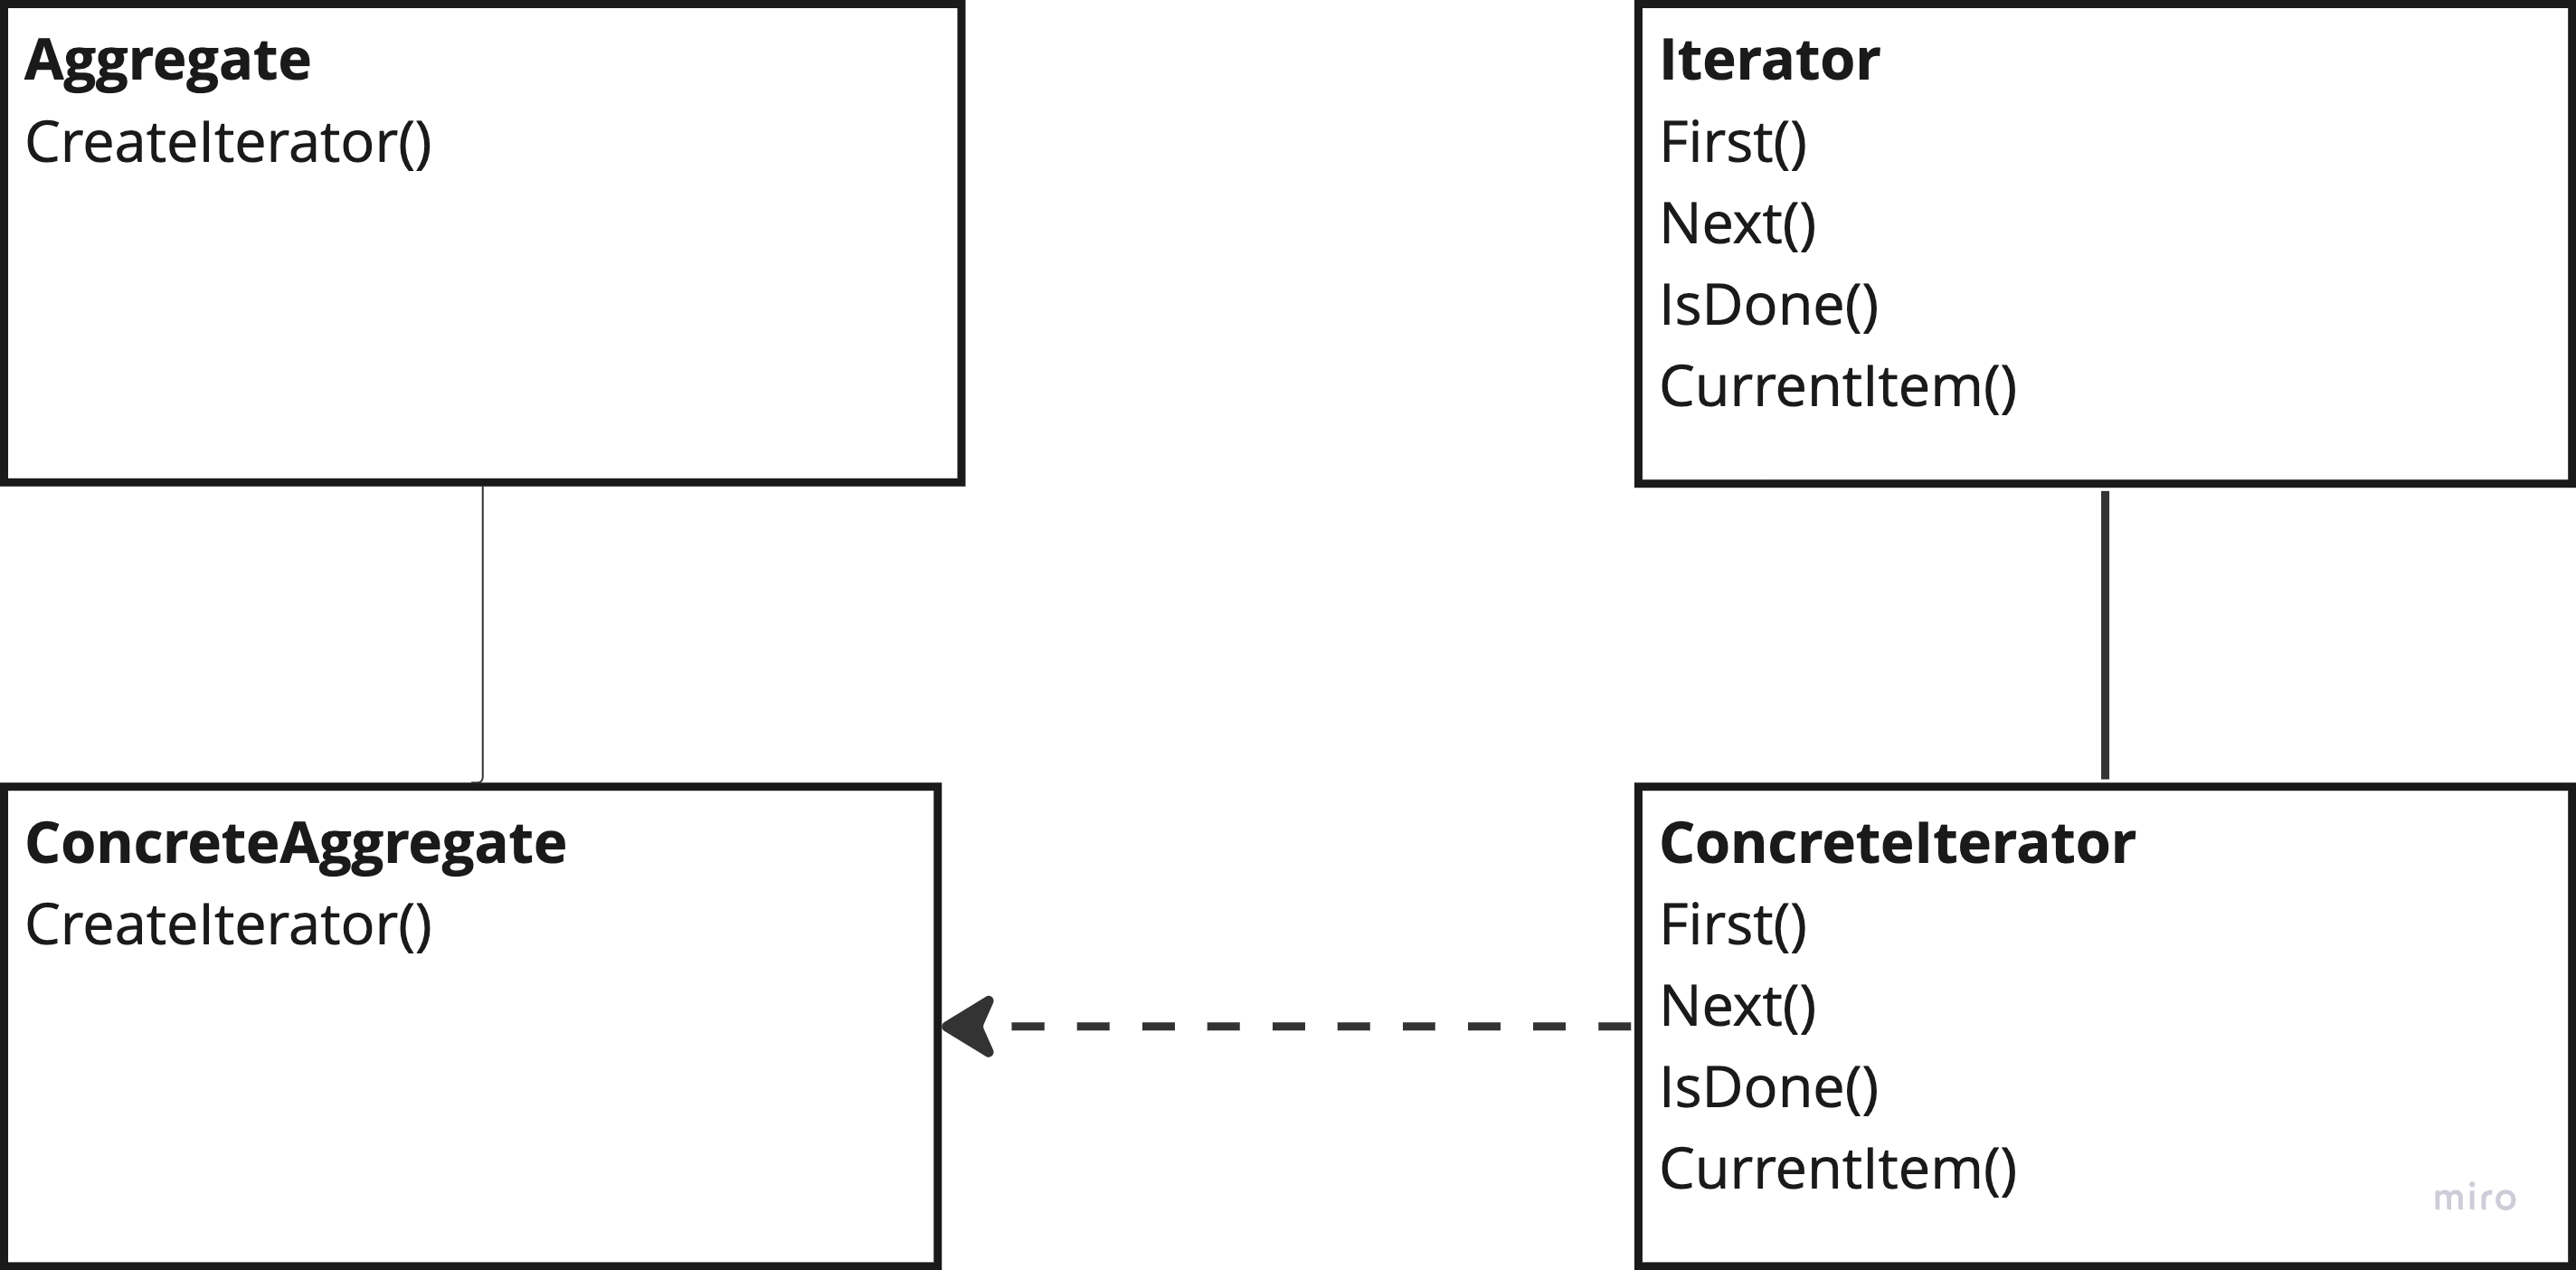 Aggregate
CreateIterator()
Iterator
First()
Next()
IsDone()
CurrentItem()
ConcreteAggregate
CreateIterator()
ConcreteIterator
First()
Next()
IsDone()
CurrentItem()
miro